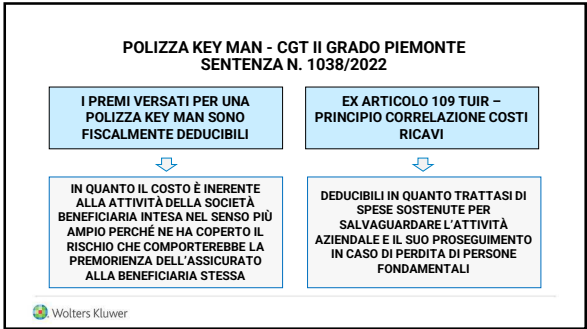 POLIZZA KEY MAN - CGT II GRADO PIEMONTE
SENTENZA N. 1038/2022
I PREMI VERSATI PER UNA
POLIZZA KEY MAN SONO
FISCALMENTE DEDUCIBILI
EX ARTICOLO 109 TUIR –
PRINCIPIO CORRELAZIONE COSTI
RICAVI
IN QUANTO IL COSTO È INERENTE
ALLA ATTIVITÀ DELLA SOCIETÀ
BENEFICIARIA INTESA NEL SENSO PIÙ
AMPIO PERCHÉ NE HA COPERTO IL
RISCHIO CHE COMPORTEREBBE LA
PREMORIENZA DELL'ASSICURATO
ALLA BENEFICIARIA STESSA
DEDUCIBILI IN QUANTO TRATTASI DI
SPESE SOSTENUTE PER
SALVAGUARDARE L'ATTIVITÀ
AZIENDALE E IL SUO PROSEGUIMENTO
IN CASO DI PERDITA DI PERSONE
FONDAMENTALI
Wolters Kluwer